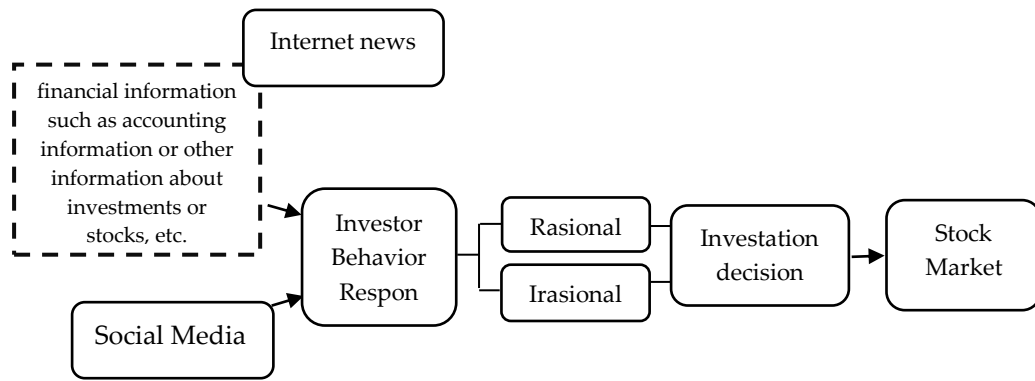 Internet news
financial information
such as accounting
information or other
information about
investments or
stocks, etc.
Investor
Behavior
Respon
Rasional
Irasional
Investation
decision
Stock
Market
Social Media